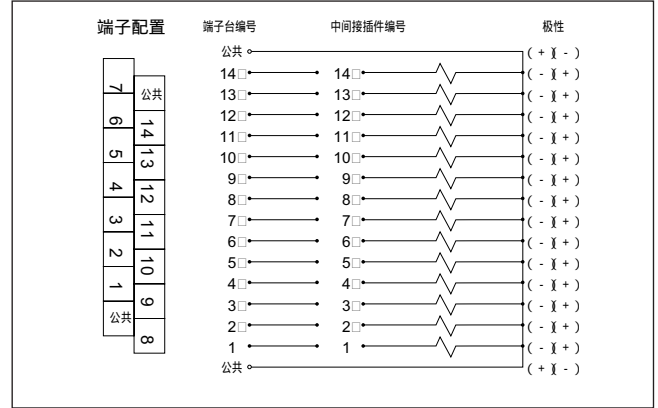 端子配置 端子台编号 中间接插件编号 极性
公共 ( + )( - )
14□ 14□ ( - )( + )
13□ 13□ ( - )( + )
12□ 12□ ( - )( + )
11□ 11□ ( - )( + )
10□ 10□ ( - )( + )
9□ 9□ ( - )( + )
8□ 8□ ( - )( + )
7□ 7□ ( - )( + )
6□ 6□ ( - )( + )
5□ 5□ ( - )( + )
4□ 4□ ( - )( + )
3□ 3□ ( - )( + )
2□ 2□ ( - )( + )
1 1 ( - )( + )
公共 ( + )( - )
7
6
5
4
3
2
1
公共
公共
14
13
12
11
10
9
8